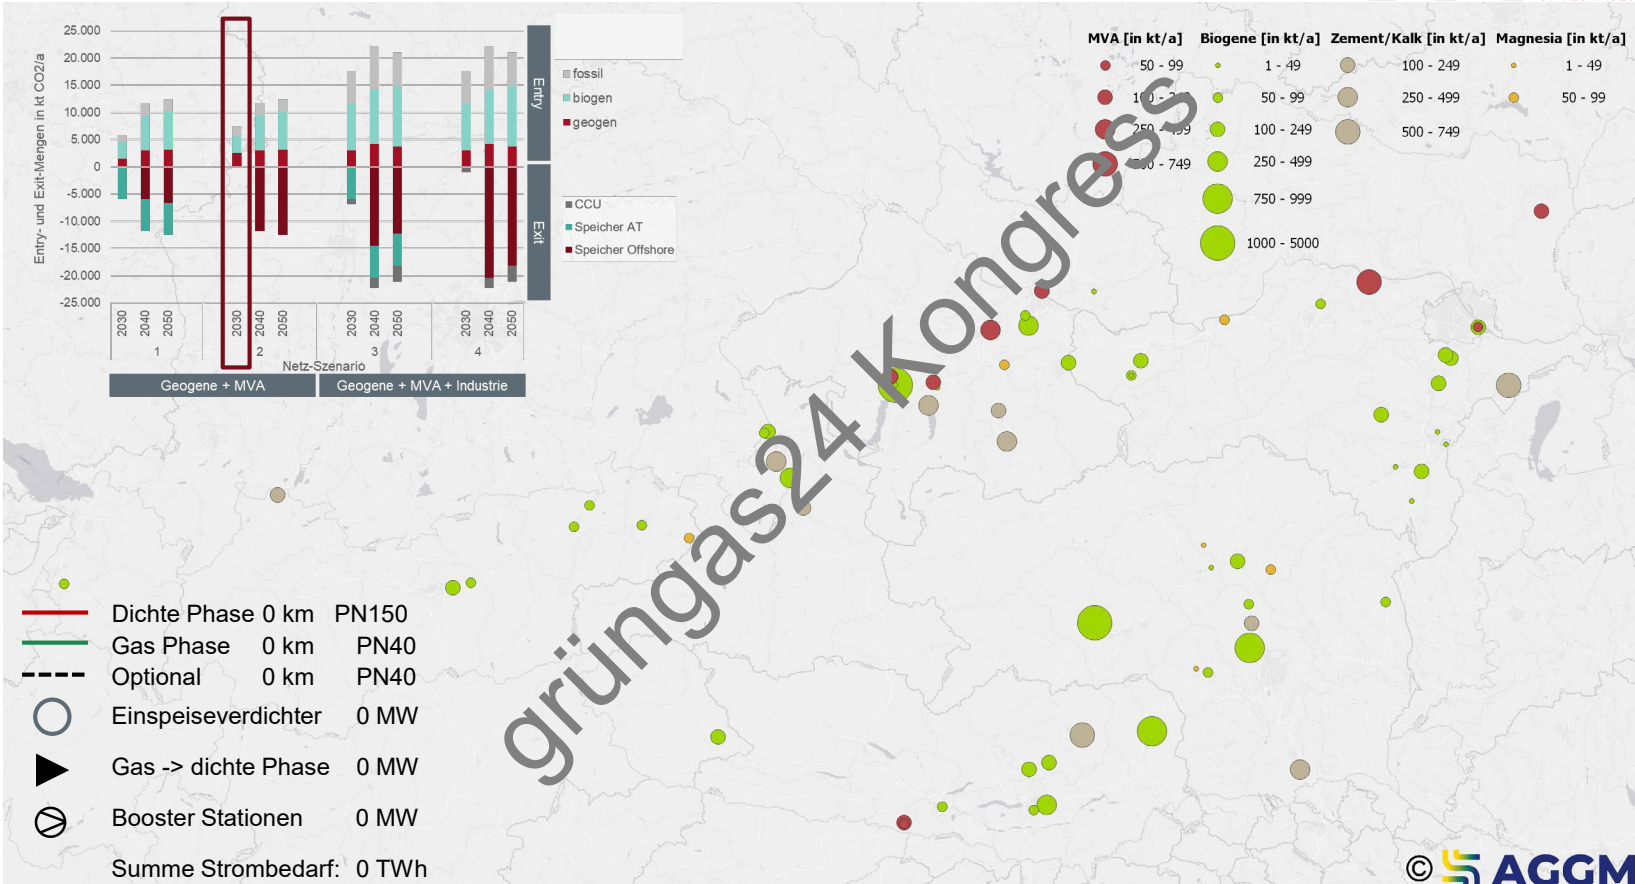 25.000
20.000
15.000
10.000
5.000
0
-5.000
-10.000
-15.000
-20.000
-25.000
Entry- und Exit-Mengen in kt CO2/a
2030 2040 2050 2030 2040 2050 2030 2040 2050 2030 2040 2050
1 2 3 4
Netz-Szenario
Geogene + MVA Geogene + MVA + Industrie
Entry
Exit
fossil
biogen
geogen
CCU
Speicher AT
Speicher Offshore
MVA [in kt/a] Biogene [in kt/a] Zement/Kalk [in kt/a] Magnesia [in kt/a]
50 - 99 1 - 49 100 - 249 1 - 49
50 - 99 250 - 499 50 - 99
100 - 249 500 - 749
- 749 250 - 499
750 - 999
1000 - 5000
grüngas24 Kongress
Dichte Phase 0 km PN150
Gas Phase 0 km PN40
Optional 0 km PN40
Einspeiseverdichter 0 MW
Gas -> dichte Phase 0 MW
Booster Stationen 0 MW
Summe Strombedarf: 0 TWh
© AGGM